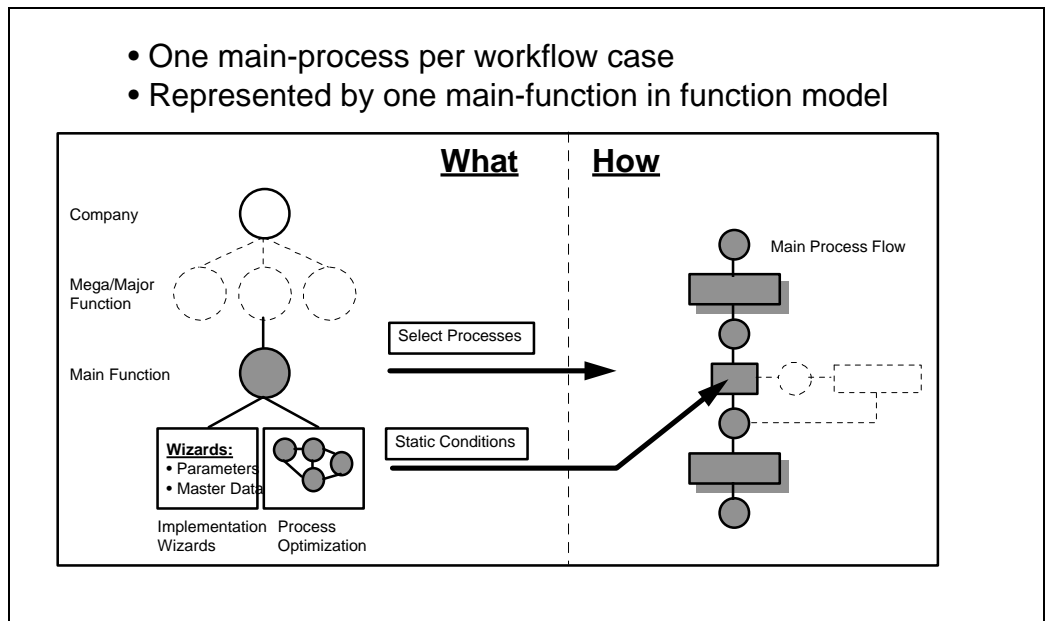 • One main-process per workflow case
• Represented by one main-function in function model
What
How
Company
Mega/Major
Function
Main Function
Select Processes
Static Conditions
Main Process Flow
Wizards:
• Parameters
• Master Data
Implementation
Wizards
Process
Optimization